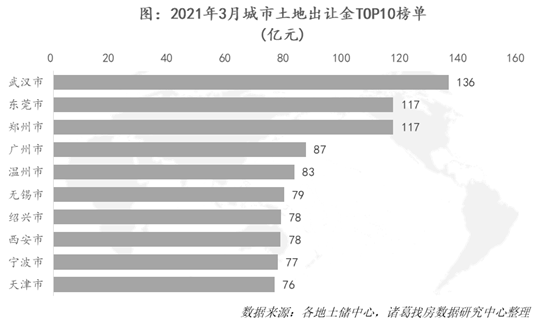 图：2021年3月城市土地出让金TOP10榜单
(亿元)
0 20 40 60 80 100 120 140 160
武汉市 136
东莞市 117
郑州市 117
广州市 87
温州市 83
无锡市 79
绍兴市 78
西安市 78
宁波市 77
天津市 76
数据来源：各地土储中心，诸葛找房数据研究中心整理